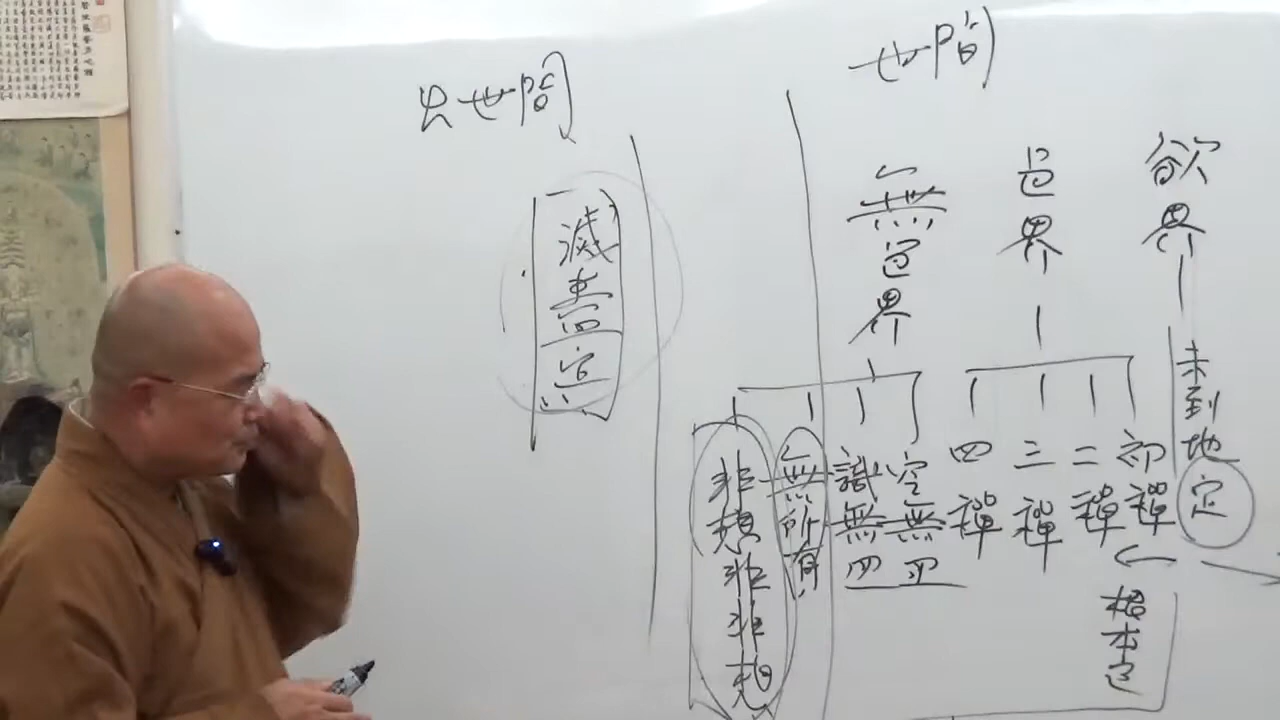 世間
欲界
未到地定
色界
初禪
二禪
三禪
四禪
根本定
無色界
空無
識無
無所有
非想非非想
出世間
滅盡定